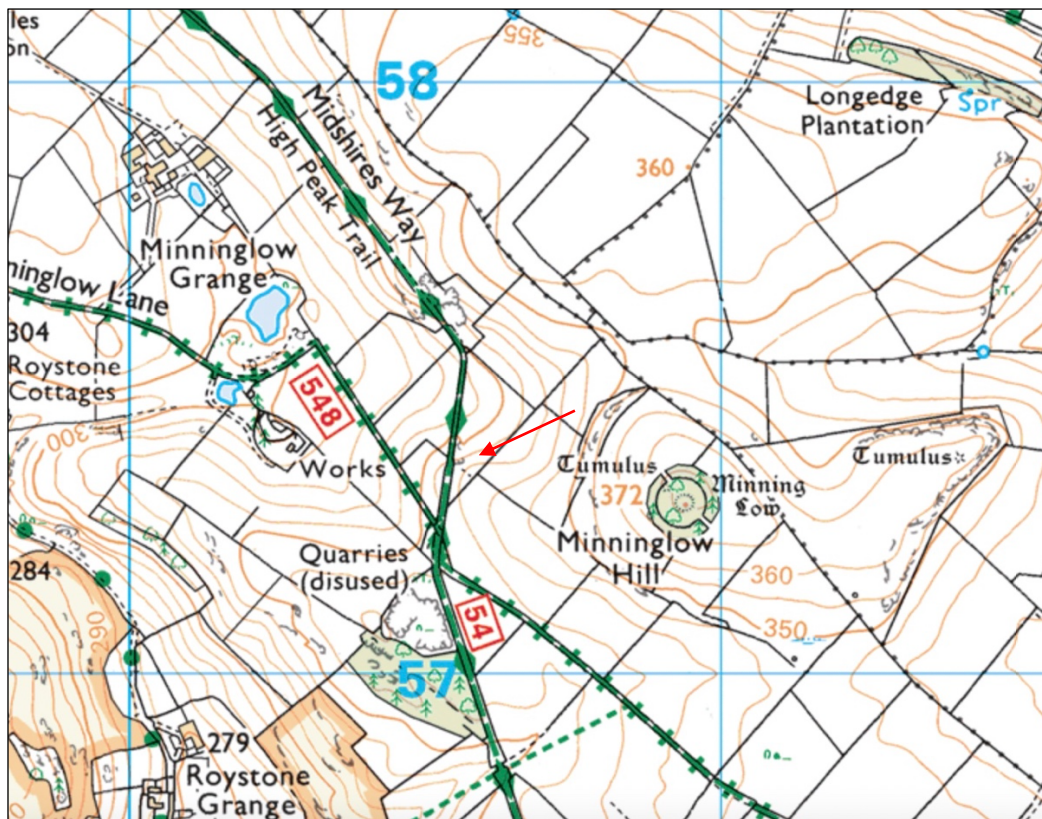 les
on
58
355
Longedge
Plantation
Spr
Midshires Way
High Peak Trail
360
Minninglow
Grange
ninglow Lane
304
Roystone
Cottages
548
300
Works
Tumulus
372
Minning
Low
Tumulus
Minninglow
Hill
Quarries
(disused)
284
290
54
360
350
57
279
Roystone
Grange